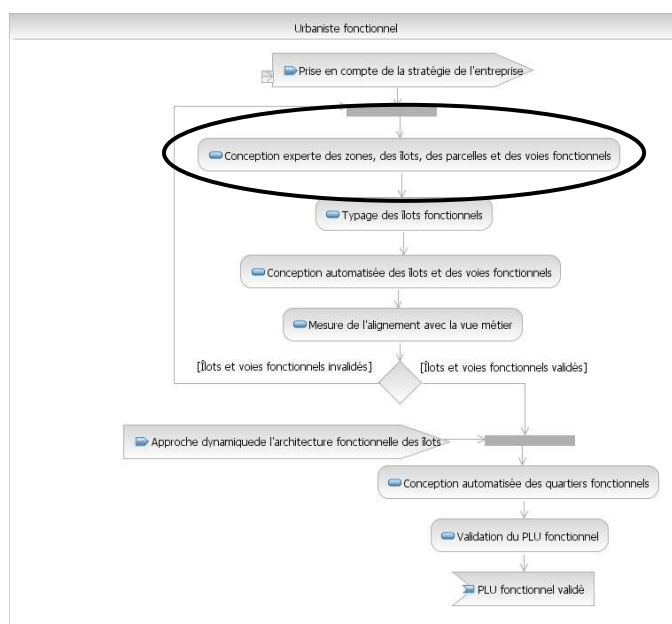 Urbaniste fonctionnel
Prise en compte de la stratégie de l'entreprise
Conception experte des zones, des îlots, des parcelles et des voies fonctionnels
Typage des îlots fonctionnels
Conception automatisée des îlots et des voies fonctionnels
Mesure de l'alignement avec la vue métier
[Îlots et voies fonctionnels invalidés]
[Îlots et voies fonctionnels validés]
Approche dynamiquede l'architecture fonctionnelle des îlots
Conception automatisée des quartiers fonctionnels
Validation du PLU fonctionnel
PLU fonctionnel validé